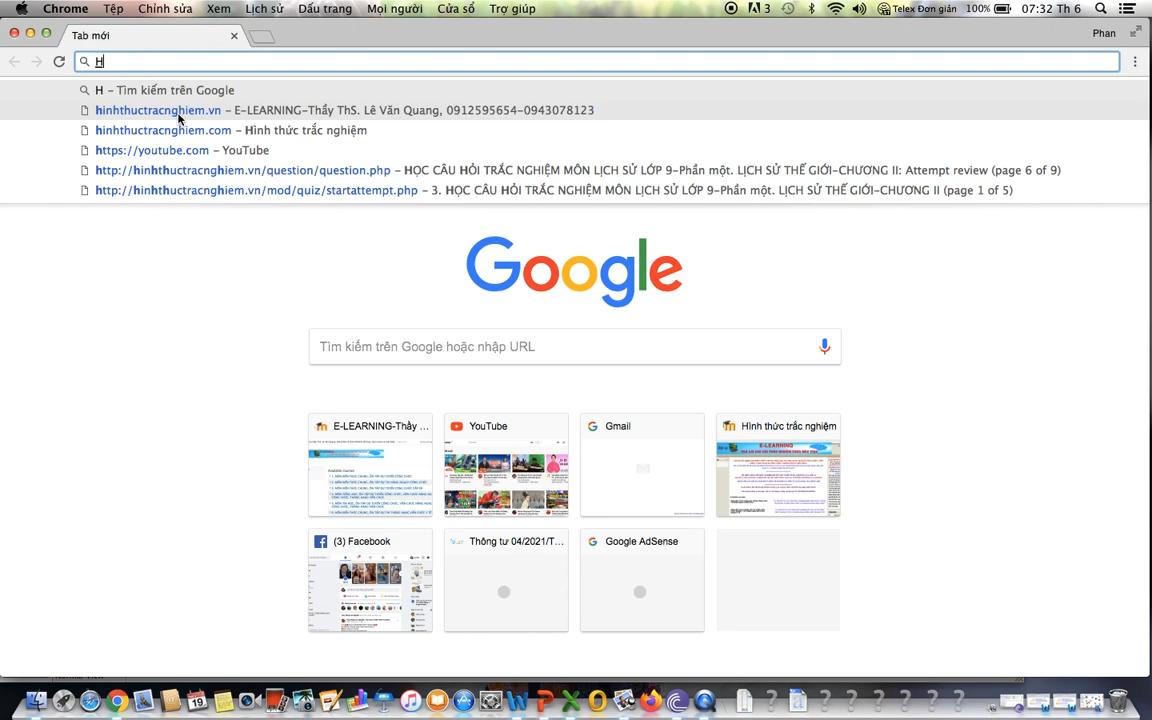 Chrome Tệp Chỉnh sửa Xem Lịch sử Dấu trang Mọi người Cửa sổ Trợ giúp 3 Telex Đơn giản 100% 07:32 Th 6
Tab mới Phan
H
H – Tìm kiếm trên Google
hinhthuctracnghiem.vn – E-LEARNING-Thầy ThS. Lê Văn Quang, 0912595654-0943078123
hinhthuctracnghiem.com – Hình thức trắc nghiệm
https://youtube.com – YouTube
http://hinhthuctracnghiem.vn/question/question.php – HỌC CÂU HỎI TRẮC NGHIỆM MÔN LỊCH SỬ LỚP 9-Phần một. LỊCH SỬ THẾ GIỚI-CHƯƠNG II: Attempt review (page 6 of 9)
http://hinhthuctracnghiem.vn/mod/quiz/startattempt.php – 3. HỌC CÂU HỎI TRẮC NGHIỆM MÔN LỊCH SỬ LỚP 9-Phần một. LỊCH SỬ THẾ GIỚI-CHƯƠNG II (page 1 of 5)
Google
Tìm kiếm trên Google hoặc nhập URL
E-LEARNING-Thầy ... YouTube Gmail Hình thức trắc nghiệm
E-LEARNING
Available courses
(3) Facebook Thông tư 04/2021/T... Google AdSense
19